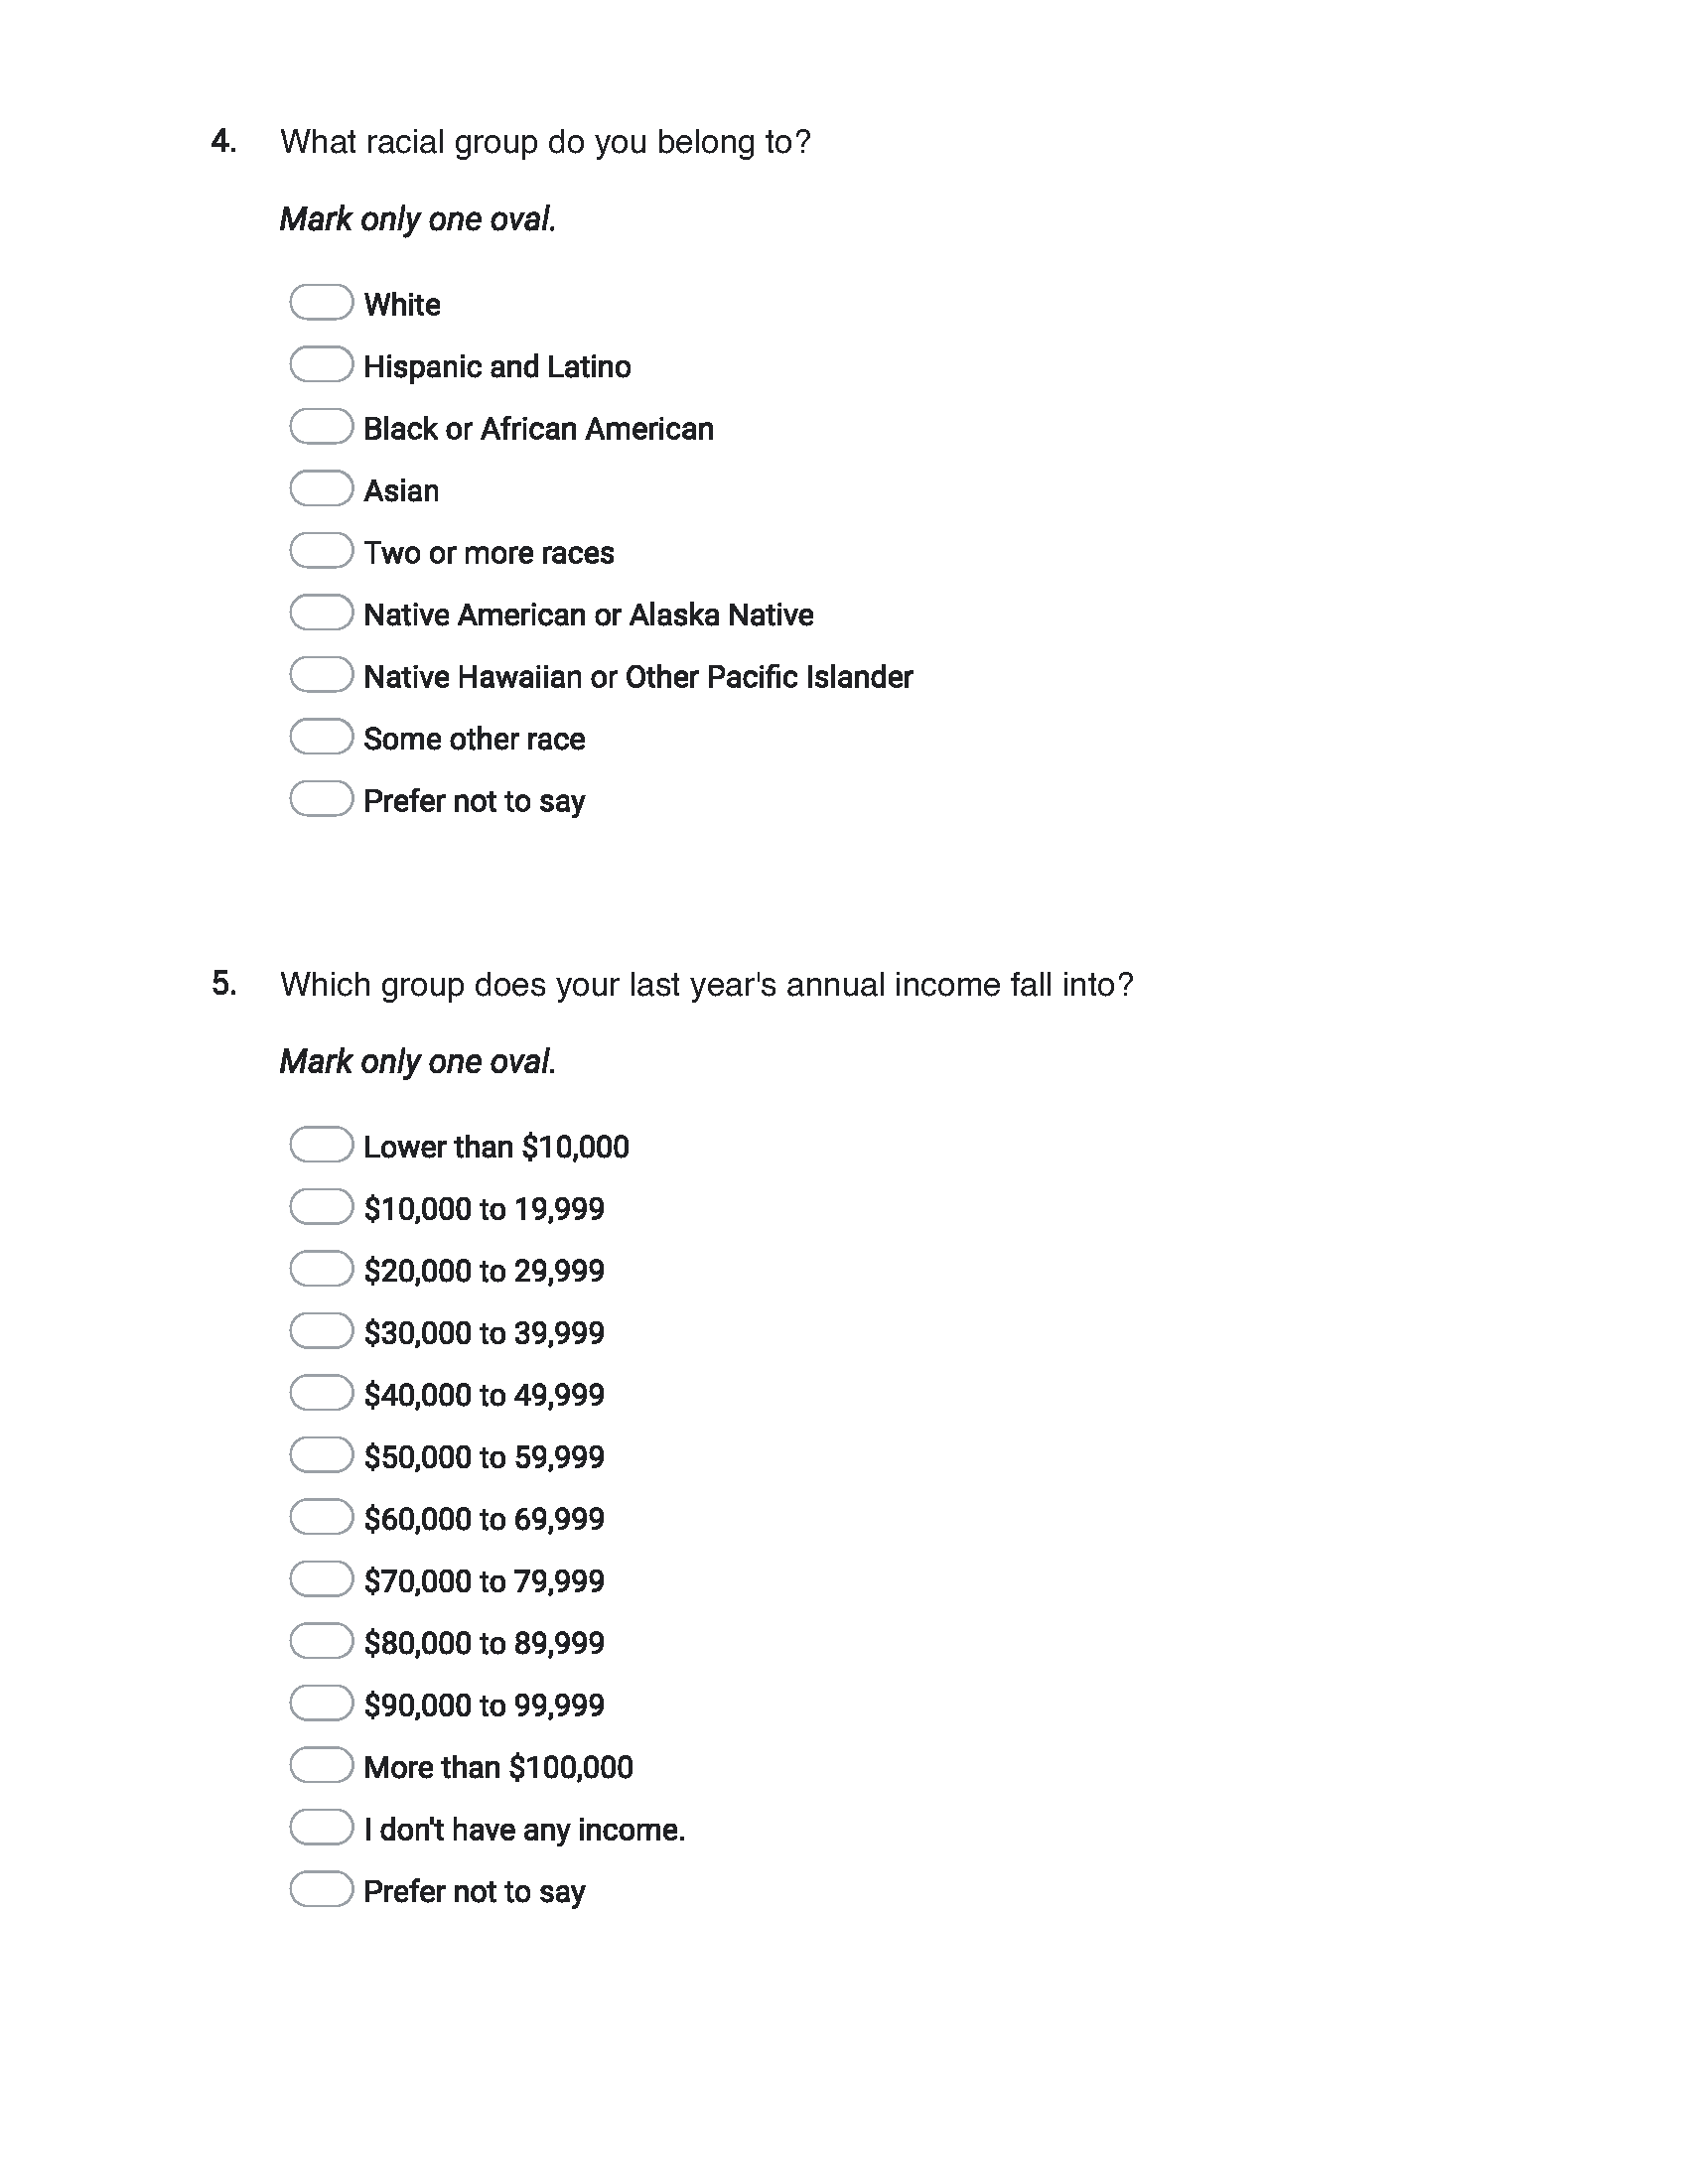 4. What racial group do you belong to?
Mark only one oval.
White
Hispanic and Latino
Black or African American
Asian
Two or more races
Native American or Alaska Native
Native Hawaiian or Other Pacific Islander
Some other race
Prefer not to say
5. Which group does your last year's annual income fall into?
Mark only one oval.
Lower than $10,000
$10,000 to 19,999
$20,000 to 29,999
$30,000 to 39,999
$40,000 to 49,999
$50,000 to 59,999
$60,000 to 69,999
$70,000 to 79,999
$80,000 to 89,999
$90,000 to 99,999
More than $100,000
I don't have any income.
Prefer not to say